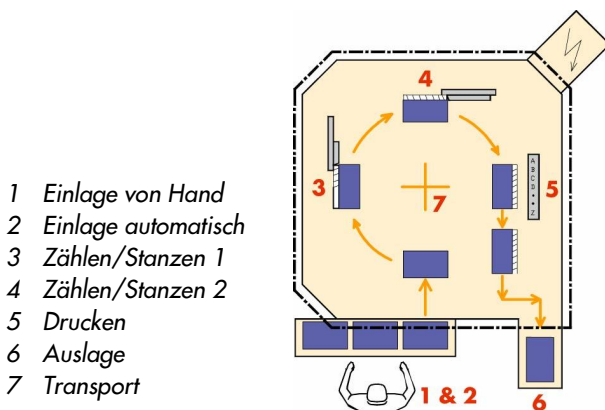 1 Einlage von Hand
2 Einlage automatisch
3 Zählen/Stanzen 1
4 Zählen/Stanzen 2
5 Drucken
6 Auslage
7 Transport
4
3
7
A
B
C
D
•
•
Z
5
1 & 2
6